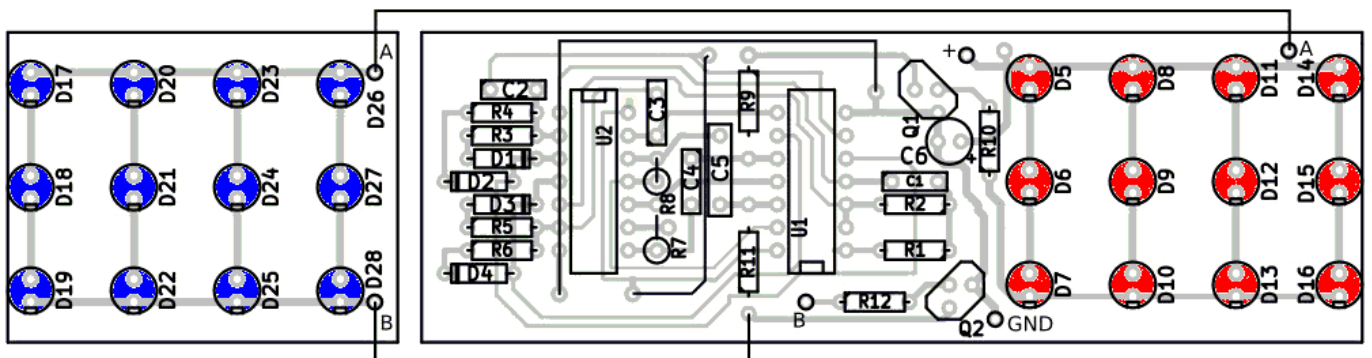 A
D17
D20
D23
D26
D18
D21
D24
D27
D19
D22
D25
D28
B
C2
R4
R3
D1
D2
D3
R5
R6
D4
U2
C3
R8
R7
C4
C5
R9
R11
U1
Q1
C6
+
R10
C1
R2
R1
B
R12
Q2
GND
+
A
D5
D8
D11
D14
D6
D9
D12
D15
D7
D10
D13
D16